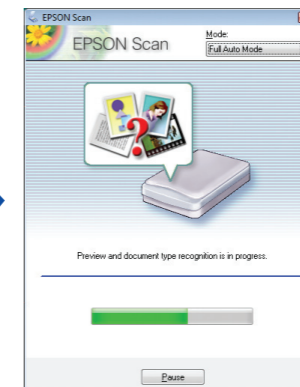 EPSON Scan
EPSON Scan
Mode:
Full Auto Mode
Preview and document type recognition is in progress.
Pause